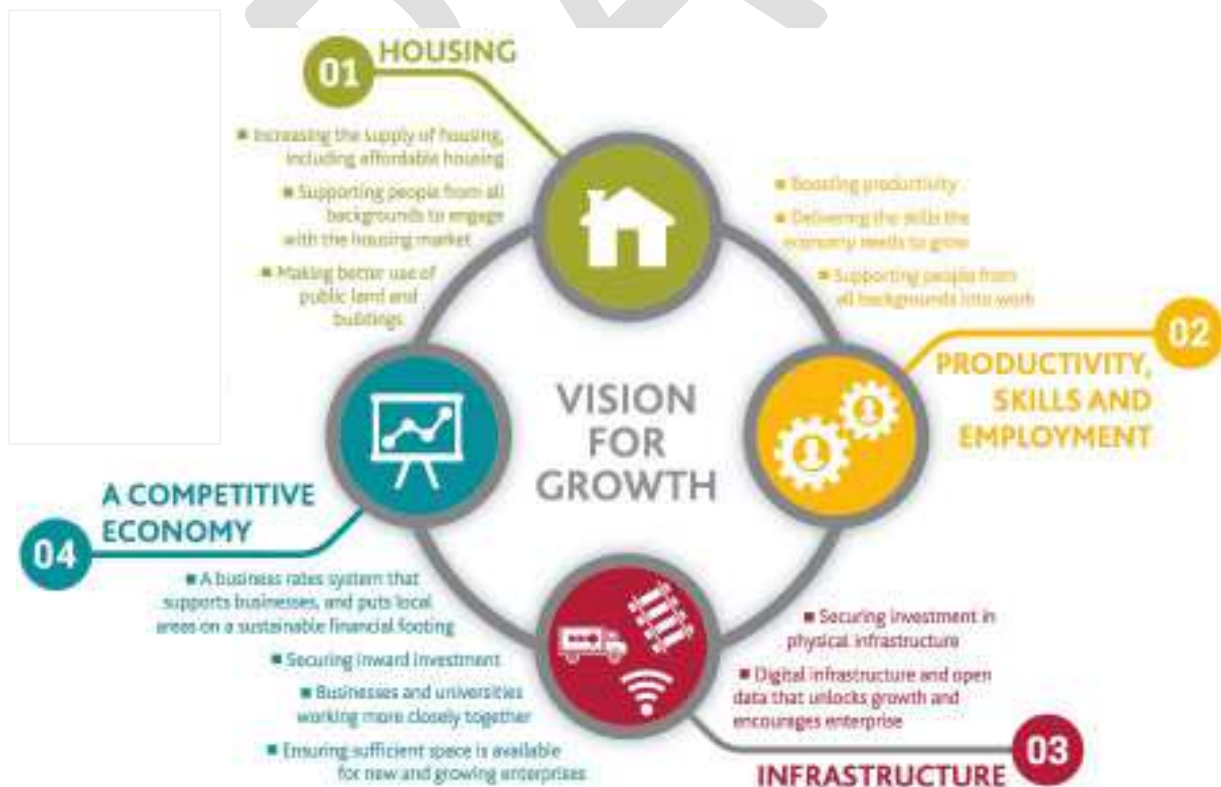 01
HOUSING
■ Increasing the supply of housing,
including affordable housing
■ Supporting people from all
backgrounds to engage
with the housing market
■ Making better use of
public land and
buildings
■ Boosting productivity
■ Delivering the skills the
economy needs to grow
■ Supporting people from
all backgrounds into work
02
PRODUCTIVITY,
SKILLS AND
EMPLOYMENT
VISION
FOR
GROWTH
■ Securing investment in
physical infrastructure
■ Digital infrastructure and open
data that unlocks growth and
encourages enterprise
03
INFRASTRUCTURE
A COMPETITIVE
ECONOMY
04
■ A business rates system that
supports businesses, and puts local
areas on a sustainable financial footing
■ Securing inward investment
■ Businesses and universities
working more closely together
■ Ensuring sufficient space is available
for new and growing enterprises